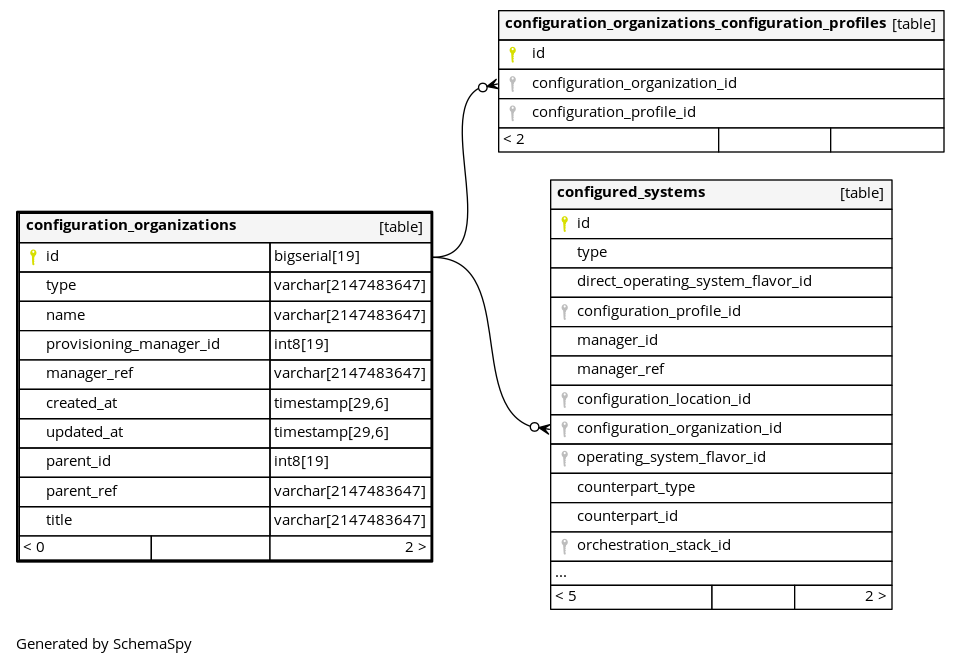 configuration_organizations_configuration_profiles [table]
id
configuration_organization_id
configuration_profile_id
< 2
configured_systems [table]
id
type
direct_operating_system_flavor_id
configuration_profile_id
manager_id
manager_ref
configuration_location_id
configuration_organization_id
operating_system_flavor_id
counterpart_type
counterpart_id
orchestration_stack_id
...
< 5 2 >
configuration_organizations [table]
id bigserial[19]
type varchar[2147483647]
name varchar[2147483647]
provisioning_manager_id int8[19]
manager_ref varchar[2147483647]
created_at timestamp[29,6]
updated_at timestamp[29,6]
parent_id int8[19]
parent_ref varchar[2147483647]
title varchar[2147483647]
< 0 2 >
Generated by SchemaSpy